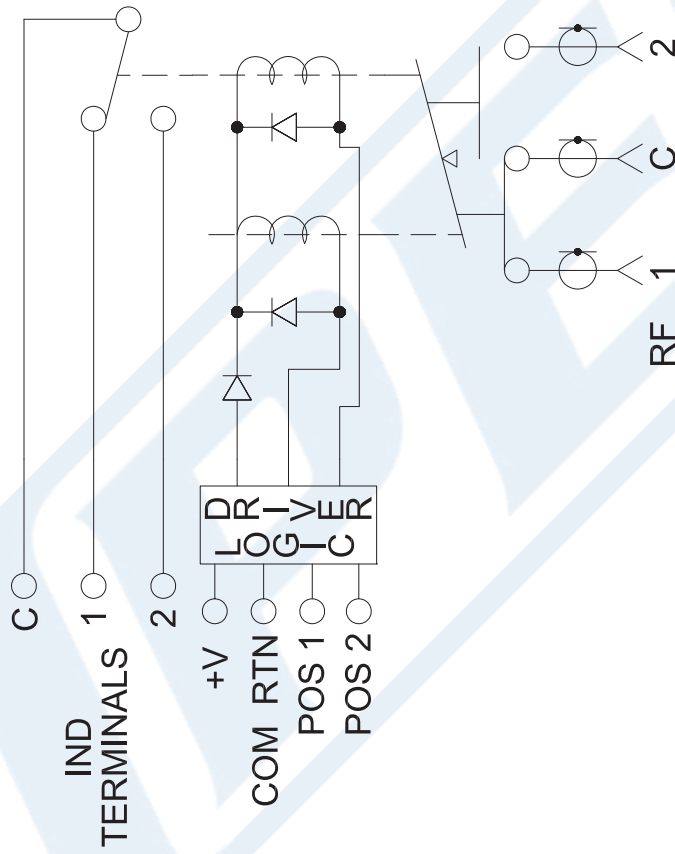 C
1
2
IND
TERMINALS
+V
COM RTN
POS 1
POS 2
LOGIC
DRIVER
RF
1
C
2